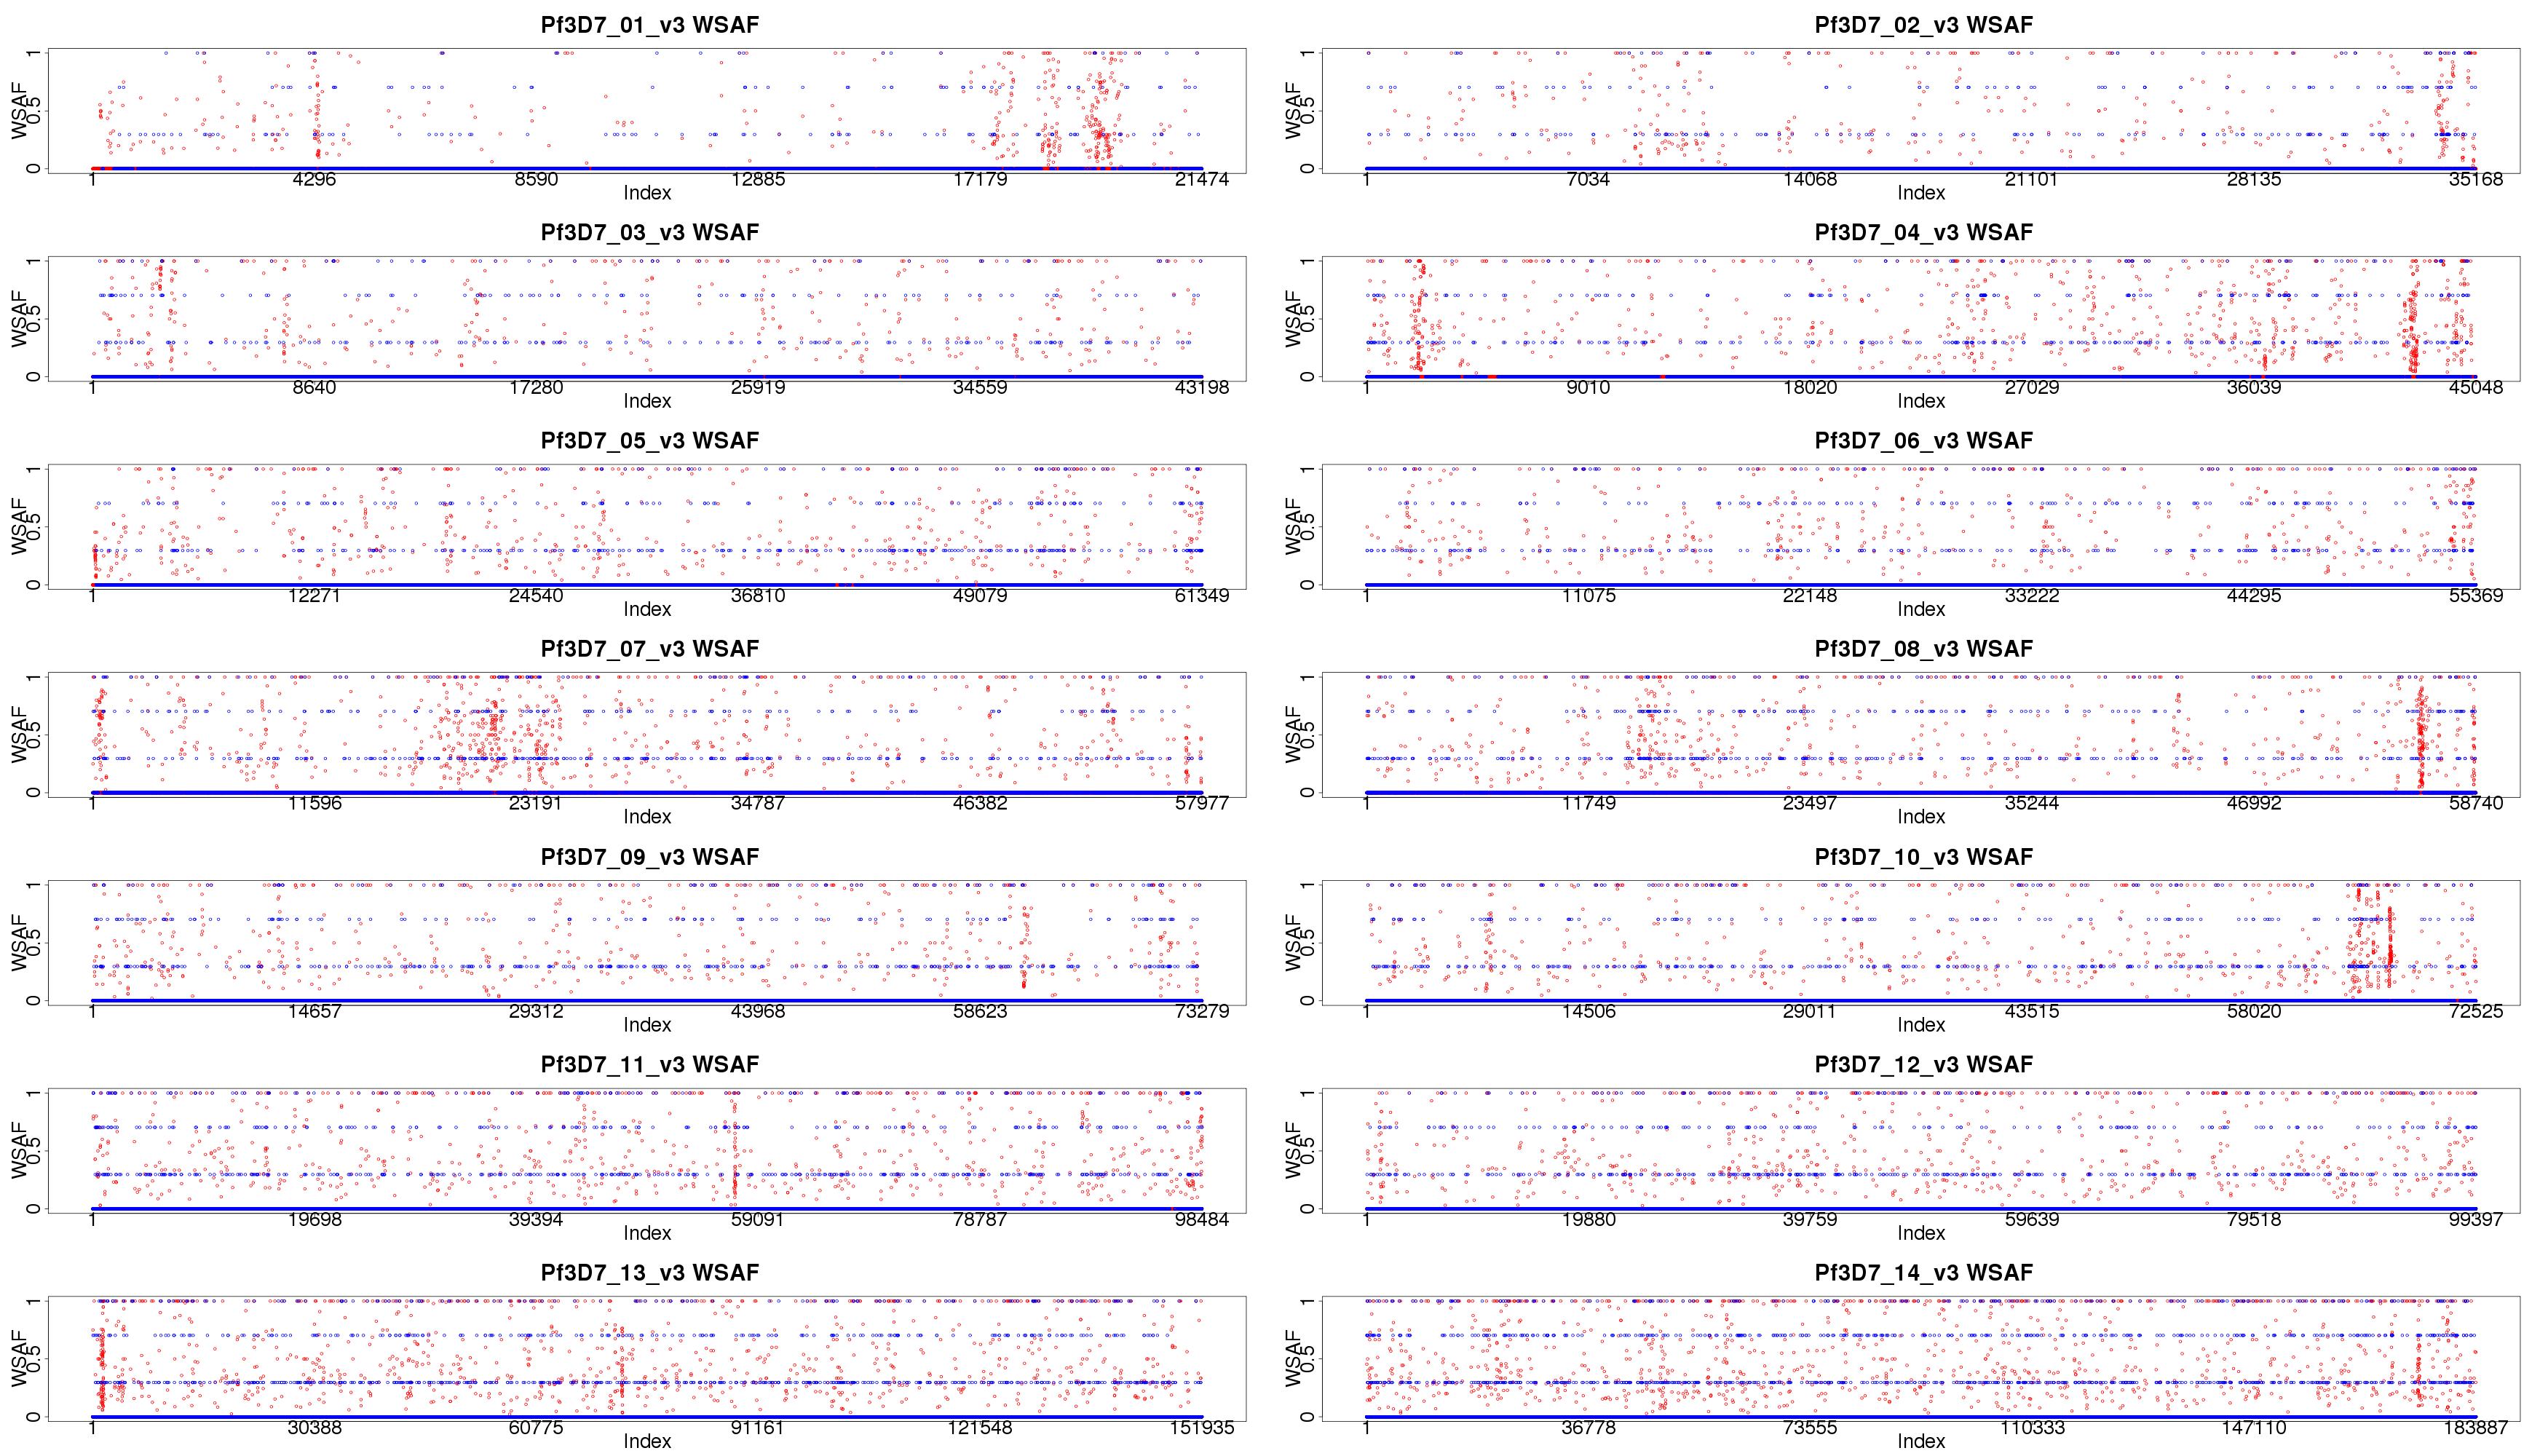 Pf3D7_01_v3 WSAF
WSAF
0 0.5 1
1 4296 8590 12885 17179 21474
Index
Pf3D7_02_v3 WSAF
WSAF
0 0.5 1
1 7034 14068 21101 28135 35168
Index
Pf3D7_03_v3 WSAF
WSAF
0 0.5 1
1 8640 17280 25919 34559 43198
Index
Pf3D7_04_v3 WSAF
WSAF
0 0.5 1
1 9010 18020 27029 36039 45048
Index
Pf3D7_05_v3 WSAF
WSAF
0 0.5 1
1 12271 24540 36810 49079 61349
Index
Pf3D7_06_v3 WSAF
WSAF
0 0.5 1
1 11075 22148 33222 44295 55369
Index
Pf3D7_07_v3 WSAF
WSAF
0 0.5 1
1 11596 23191 34787 46382 57977
Index
Pf3D7_08_v3 WSAF
WSAF
0 0.5 1
1 11749 23497 35244 46992 58740
Index
Pf3D7_09_v3 WSAF
WSAF
0 0.5 1
1 14657 29312 43968 58623 73279
Index
Pf3D7_10_v3 WSAF
WSAF
0 0.5 1
1 14506 29011 43515 58020 72525
Index
Pf3D7_11_v3 WSAF
WSAF
0 0.5 1
1 19698 39394 59091 78787 98484
Index
Pf3D7_12_v3 WSAF
WSAF
0 0.5 1
1 19880 39759 59639 79518 99397
Index
Pf3D7_13_v3 WSAF
WSAF
0 0.5 1
1 30388 60775 91161 121548 151935
Index
Pf3D7_14_v3 WSAF
WSAF
0 0.5 1
1 36778 73555 110333 147110 183887
Index